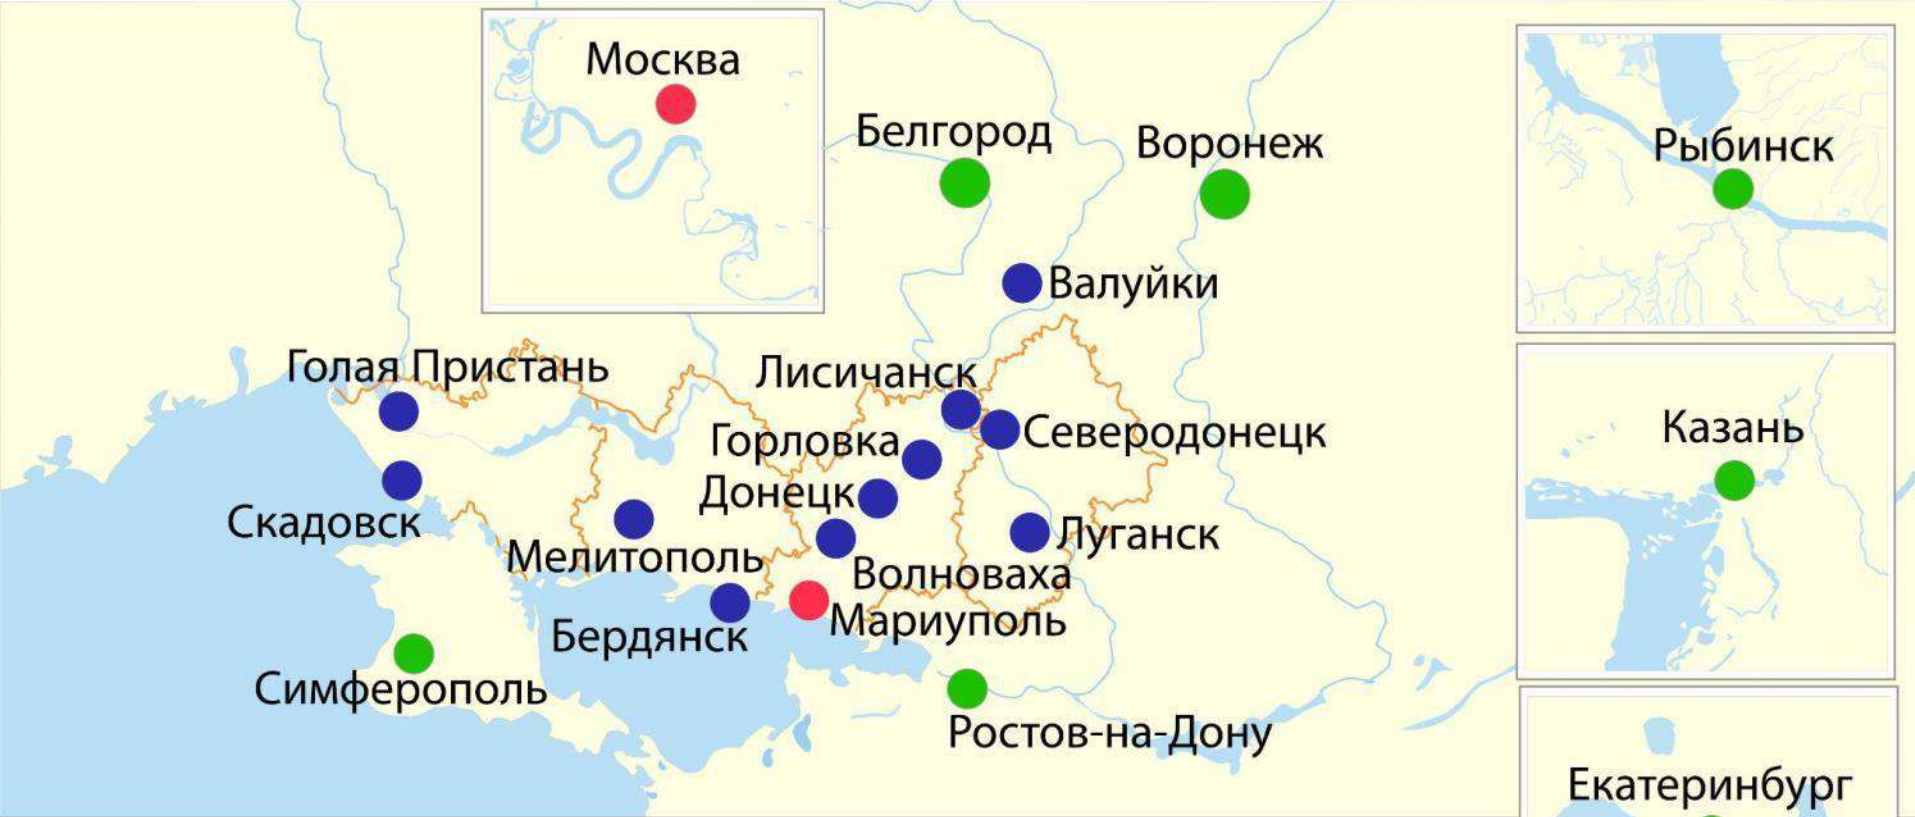 Москва
Белгород
Воронеж
Рыбинск
Валуйки
Голая Пристань
Лисичанск
Горловка
Северодонецк
Казань
Донецк
Скадовск
Луганск
Мелитополь
Волноваха
Мариуполь
Бердянск
Симферополь
Ростов-на-Дону
Екатеринбург